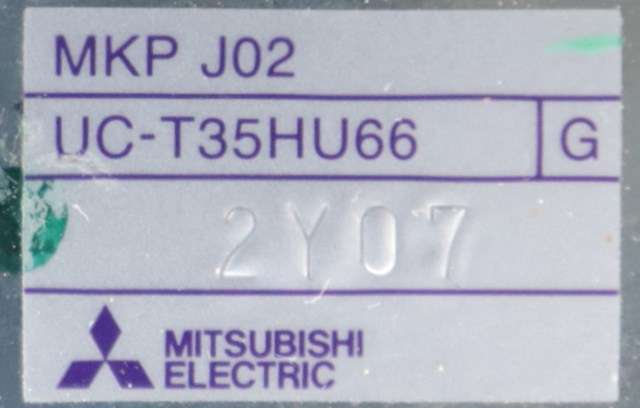 MKP J02
UC-T35HU66 G
2Y07
MITSUBISHI
ELECTRIC